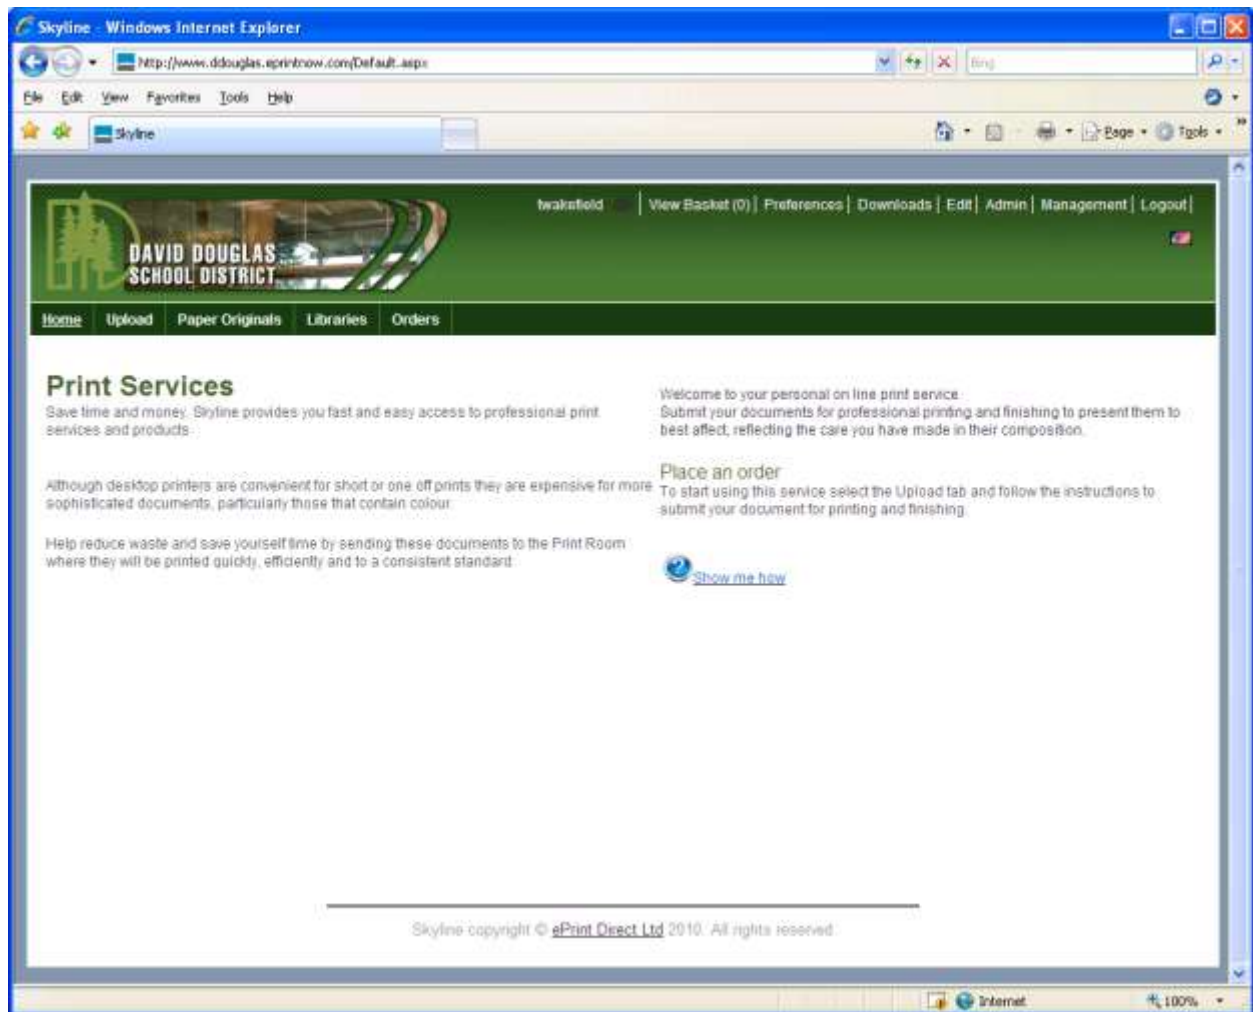 Skyline - Windows Internet Explorer
http://www.ddouglas.eprintnow.com/Default.aspx
Bing
File Edit View Favorites Tools Help
Skyline
Page Tools
twakefield View Basket (0) | Preferences | Downloads | Edit | Admin | Management | Logout |
DAVID DOUGLAS
SCHOOL DISTRICT
Home Upload Paper Originals Libraries Orders
Print Services
Save time and money. Skyline provides you fast and easy access to professional print
services and products
Although desktop printers are convenient for short or one off prints they are expensive for more
sophisticated documents, particularly those that contain colour
Help reduce waste and save yourself time by sending these documents to the Print Room
where they will be printed quickly, efficiently and to a consistent standard
Welcome to your personal on line print service
Submit your documents for professional printing and finishing to present them to
best affect, reflecting the care you have made in their composition.
Place an order
To start using this service select the Upload tab and follow the instructions to
submit your document for printing and finishing.
Show me how
Skyline copyright © ePrint Direct Ltd 2010. All rights reserved
Internet
100%